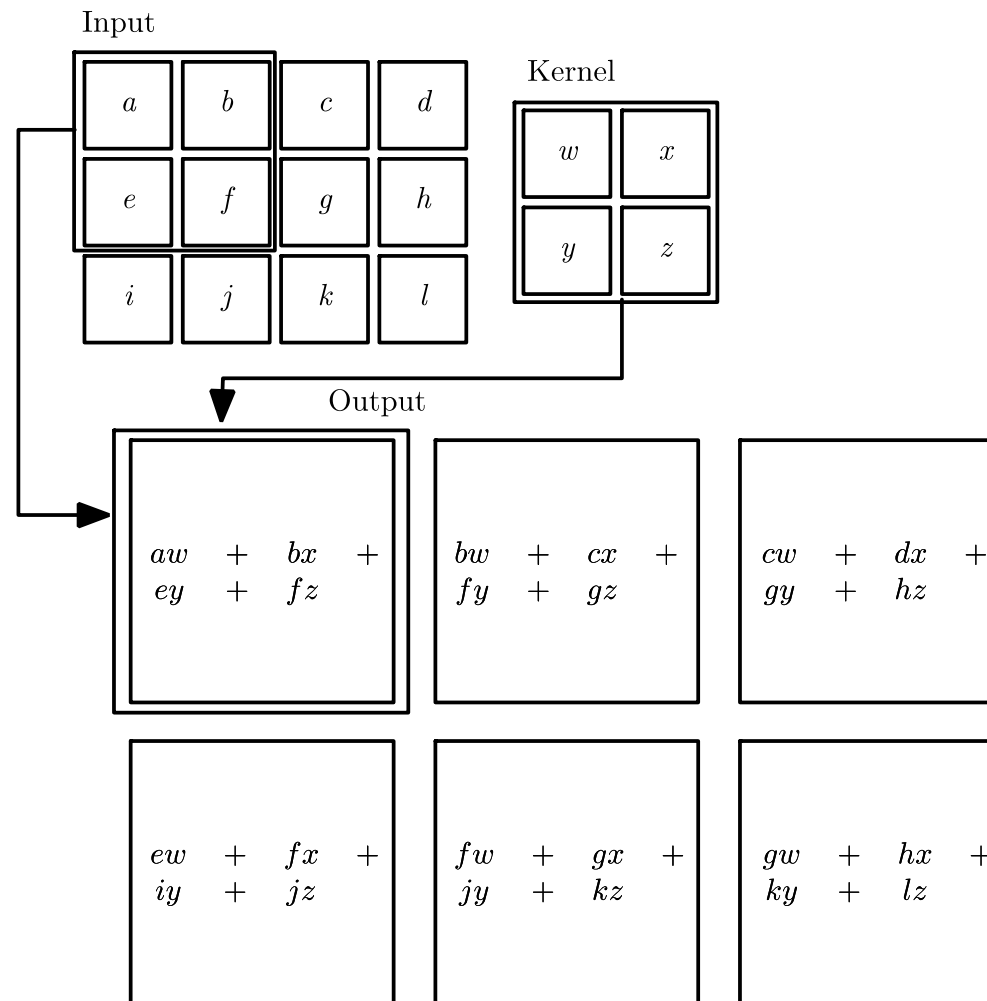 Input
a b c d
e f g h
i j k l
Kernel
w x
y z
Output
aw + bx +
ey + fz
bw + cx +
fy + gz
cw + dx +
gy + hz
ew + fx +
iy + jz
fw + gx +
jy + kz
gw + hx +
ky + lz